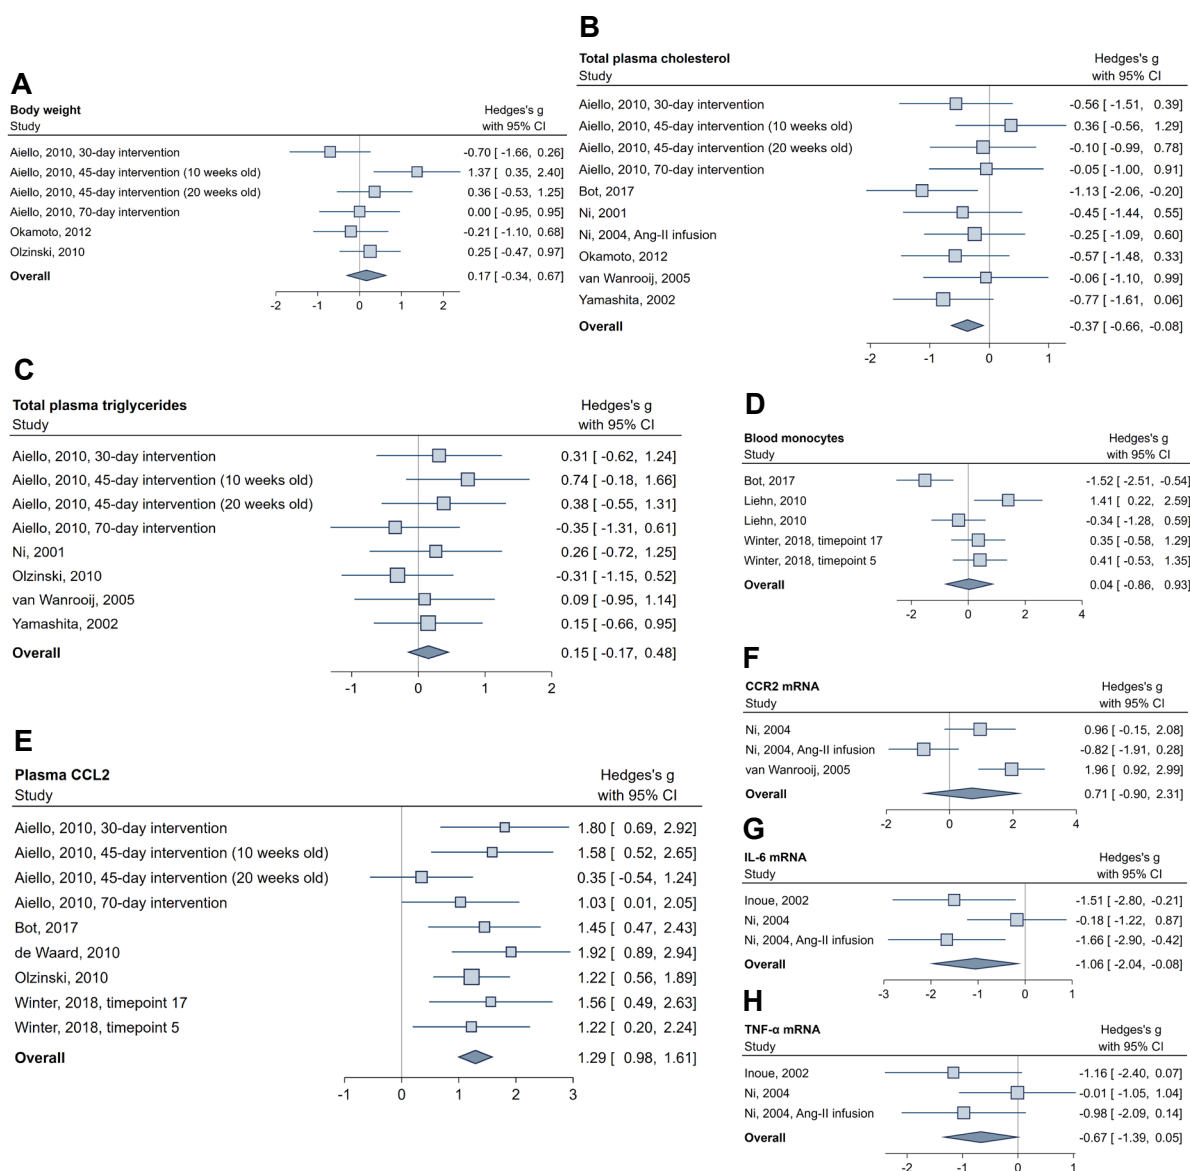 A
Body weight
Hedges's g
Study
with 95% CI
Aiello, 2010, 30-day intervention -0.70 [ -1.66, 0.26]
Aiello, 2010, 45-day intervention (10 weeks old) 1.37 [ 0.35, 2.40]
Aiello, 2010, 45-day intervention (20 weeks old) 0.36 [ -0.53, 1.25]
Aiello, 2010, 70-day intervention 0.00 [ -0.95, 0.95]
Okamoto, 2012 -0.21 [ -1.10, 0.68]
Olzinski, 2010 0.25 [ -0.47, 0.97]
Overall 0.17 [ -0.34, 0.67]
-2 -1 0 1 2
B
Total plasma cholesterol
Hedges's g
Study
with 95% CI
Aiello, 2010, 30-day intervention -0.56 [ -1.51, 0.39]
Aiello, 2010, 45-day intervention (10 weeks old) 0.36 [ -0.56, 1.29]
Aiello, 2010, 45-day intervention (20 weeks old) -0.10 [ -0.99, 0.78]
Aiello, 2010, 70-day intervention -0.05 [ -1.00, 0.91]
Bot, 2017 -1.13 [ -2.06, -0.20]
Ni, 2001 -0.45 [ -1.44, 0.55]
Ni, 2004, Ang-II infusion -0.25 [ -1.09, 0.60]
Okamoto, 2012 -0.57 [ -1.48, 0.33]
van Wanrooij, 2005 -0.06 [ -1.10, 0.99]
Yamashita, 2002 -0.77 [ -1.61, 0.06]
Overall -0.37 [ -0.66, -0.08]
-2 -1 0 1
C
Total plasma triglycerides
Hedges's g
Study
with 95% CI
Aiello, 2010, 30-day intervention 0.31 [ -0.62, 1.24]
Aiello, 2010, 45-day intervention (10 weeks old) 0.74 [ -0.18, 1.66]
Aiello, 2010, 45-day intervention (20 weeks old) 0.38 [ -0.55, 1.31]
Aiello, 2010, 70-day intervention -0.35 [ -1.31, 0.61]
Ni, 2001 0.26 [ -0.72, 1.25]
Olzinski, 2010 -0.31 [ -1.15, 0.52]
van Wanrooij, 2005 0.09 [ -0.95, 1.14]
Yamashita, 2002 0.15 [ -0.66, 0.95]
Overall 0.15 [ -0.17, 0.48]
-1 0 1 2
D
Blood monocytes
Hedges's g
Study
with 95% CI
Bot, 2017 -1.52 [ -2.51, -0.54]
Liehn, 2010 1.41 [ 0.22, 2.59]
Liehn, 2010 -0.34 [ -1.28, 0.59]
Winter, 2018, timepoint 17 0.35 [ -0.58, 1.29]
Winter, 2018, timepoint 5 0.41 [ -0.53, 1.35]
Overall 0.04 [ -0.86, 0.93]
-2 0 2 4
E
Plasma CCL2
Hedges's g
Study
with 95% CI
Aiello, 2010, 30-day intervention 1.80 [ 0.69, 2.92]
Aiello, 2010, 45-day intervention (10 weeks old) 1.58 [ 0.52, 2.65]
Aiello, 2010, 45-day intervention (20 weeks old) 0.35 [ -0.54, 1.24]
Aiello, 2010, 70-day intervention 1.03 [ 0.01, 2.05]
Bot, 2017 1.45 [ 0.47, 2.43]
de Waard, 2010 1.92 [ 0.89, 2.94]
Olzinski, 2010 1.22 [ 0.56, 1.89]
Winter, 2018, timepoint 17 1.56 [ 0.49, 2.63]
Winter, 2018, timepoint 5 1.22 [ 0.20, 2.24]
Overall 1.29 [ 0.98, 1.61]
-1 0 1 2 3
F
CCR2 mRNA
Hedges's g
Study
with 95% CI
Ni, 2004 0.96 [ -0.15, 2.08]
Ni, 2004, Ang-II infusion -0.82 [ -1.91, 0.28]
van Wanrooij, 2005 1.96 [ 0.92, 2.99]
Overall 0.71 [ -0.90, 2.31]
-2 0 2 4
G
IL-6 mRNA
Hedges's g
Study
with 95% CI
Inoue, 2002 -1.51 [ -2.80, -0.21]
Ni, 2004 -0.18 [ -1.22, 0.87]
Ni, 2004, Ang-II infusion -1.66 [ -2.90, -0.42]
Overall -1.06 [ -2.04, -0.08]
-3 -2 -1 0 1
H
TNF-α mRNA
Hedges's g
Study
with 95% CI
Inoue, 2002 -1.16 [ -2.40, 0.07]
Ni, 2004 -0.01 [ -1.05, 1.04]
Ni, 2004, Ang-II infusion -0.98 [ -2.09, 0.14]
Overall -0.67 [ -1.39, 0.05]
-2 -1 0 1